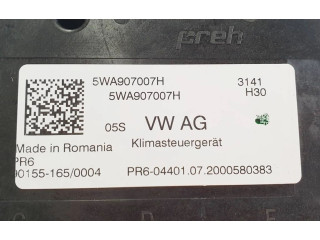 preh
5WA907007H 3141
5WA907007H H30
05S VW AG
Made in Romania Klimasteuergerät
PR6
90155-165/0004 PR6-04401.07.2000580383